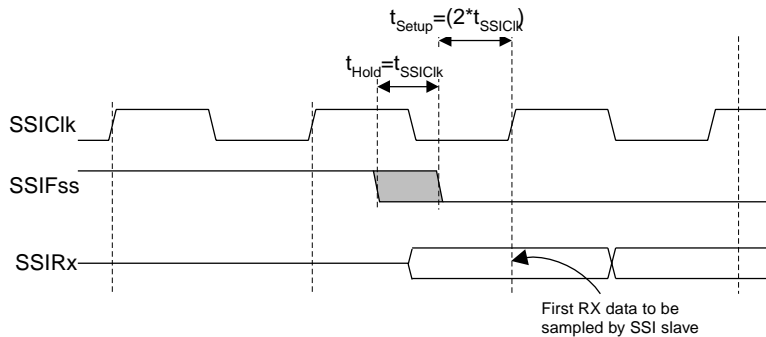 tSetup=(2*tSSIClk)
tHold=tSSIClk
SSIClk
SSIFss
SSIRx
First RX data to be
sampled by SSI slave